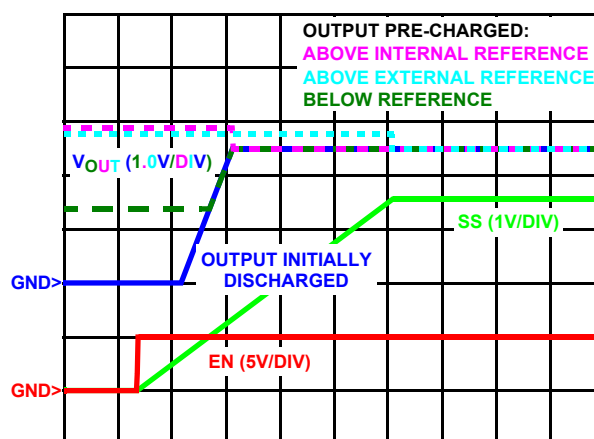 OUTPUT PRE-CHARGED:
ABOVE INTERNAL REFERENCE
ABOVE EXTERNAL REFERENCE
BELOW REFERENCE
VOUT (1.0V/DIV)
SS (1V/DIV)
OUTPUT INITIALLY
DISCHARGED
GND>
EN (5V/DIV)
GND>